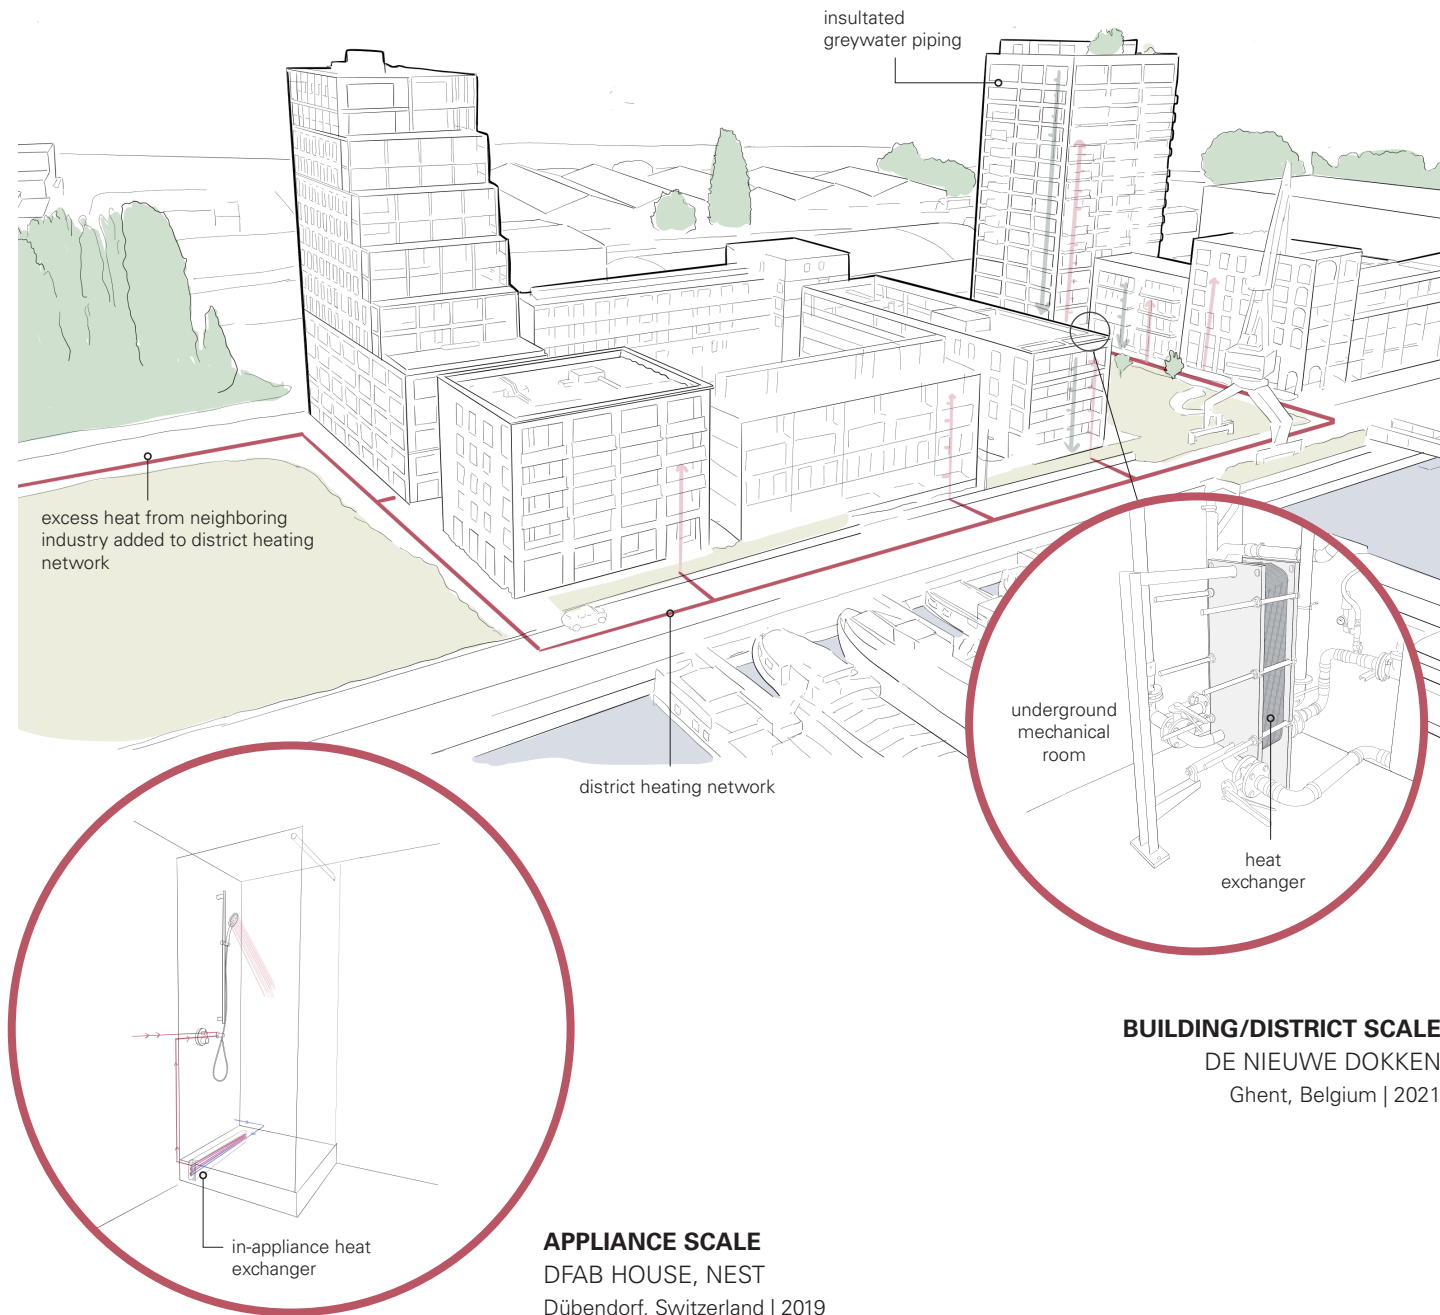 insultated
greywater piping
excess heat from neighboring
industry added to district heating
network
underground
mechanical
room
district heating network
heat
exchanger
BUILDING/DISTRICT SCALE
DE NIEUWE DOKKEN
Ghent, Belgium | 2021
in-appliance heat
exchanger
APPLIANCE SCALE
DFAB HOUSE, NEST
Dübendorf, Switzerland | 2019